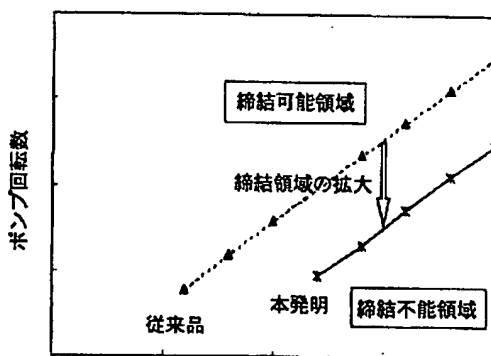 締結可能領域
締結領域の拡大
ポンプ回転数
従来品
本発明
締結不能領域